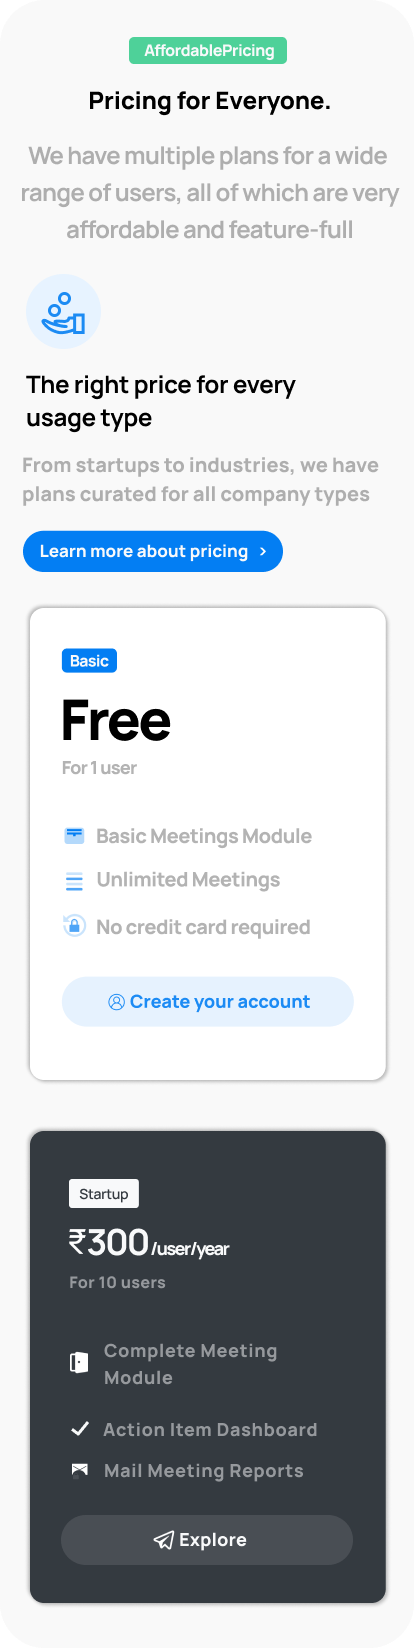 AffordablePricing
Pricing for Everyone.
We have multiple plans for a wide
range of users, all of which are very
affordable and feature-full
The right price for every
usage type
From startups to industries, we have
plans curated for all company types
Learn more about pricing >
Basic
Free
For 1 user
Basic Meetings Module
Unlimited Meetings
No credit card required
Create your account
Startup
₹300/user/year
For 10 users
Complete Meeting
Module
Action Item Dashboard
Mail Meeting Reports
Explore